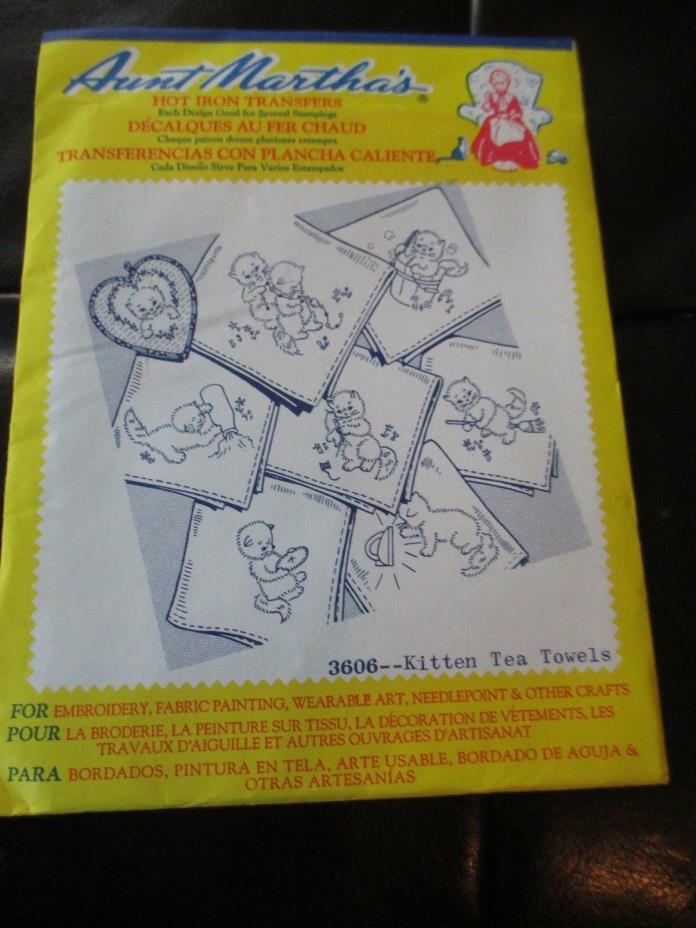 Aunt Martha's®
HOT IRON TRANSFERS
Each Design Good for Several Stampings
DÉCALQUES AU FER CHAUD
Chaque patron donne plusieurs estampes
TRANSFERENCIAS CON PLANCHA CALIENTE
Cada Diseño Sirve Para Varios Estampados
3606--Kitten Tea Towels
FOR EMBROIDERY, FABRIC PAINTING, WEARABLE ART, NEEDLEPOINT & OTHER CRAFTS
POUR LA BRODERIE, LA PEINTURE SUR TISSU, LA DÉCORATION DE VÉTEMENTS, LES
TRAVAUX D'AIGUILLE ET AUTRES OUVRAGES D'ARTISANAT
PARA BORDADOS, PINTURA EN TELA, ARTE USABLE, BORDADO DE AGUJA &
OTRAS ARTESANÍAS